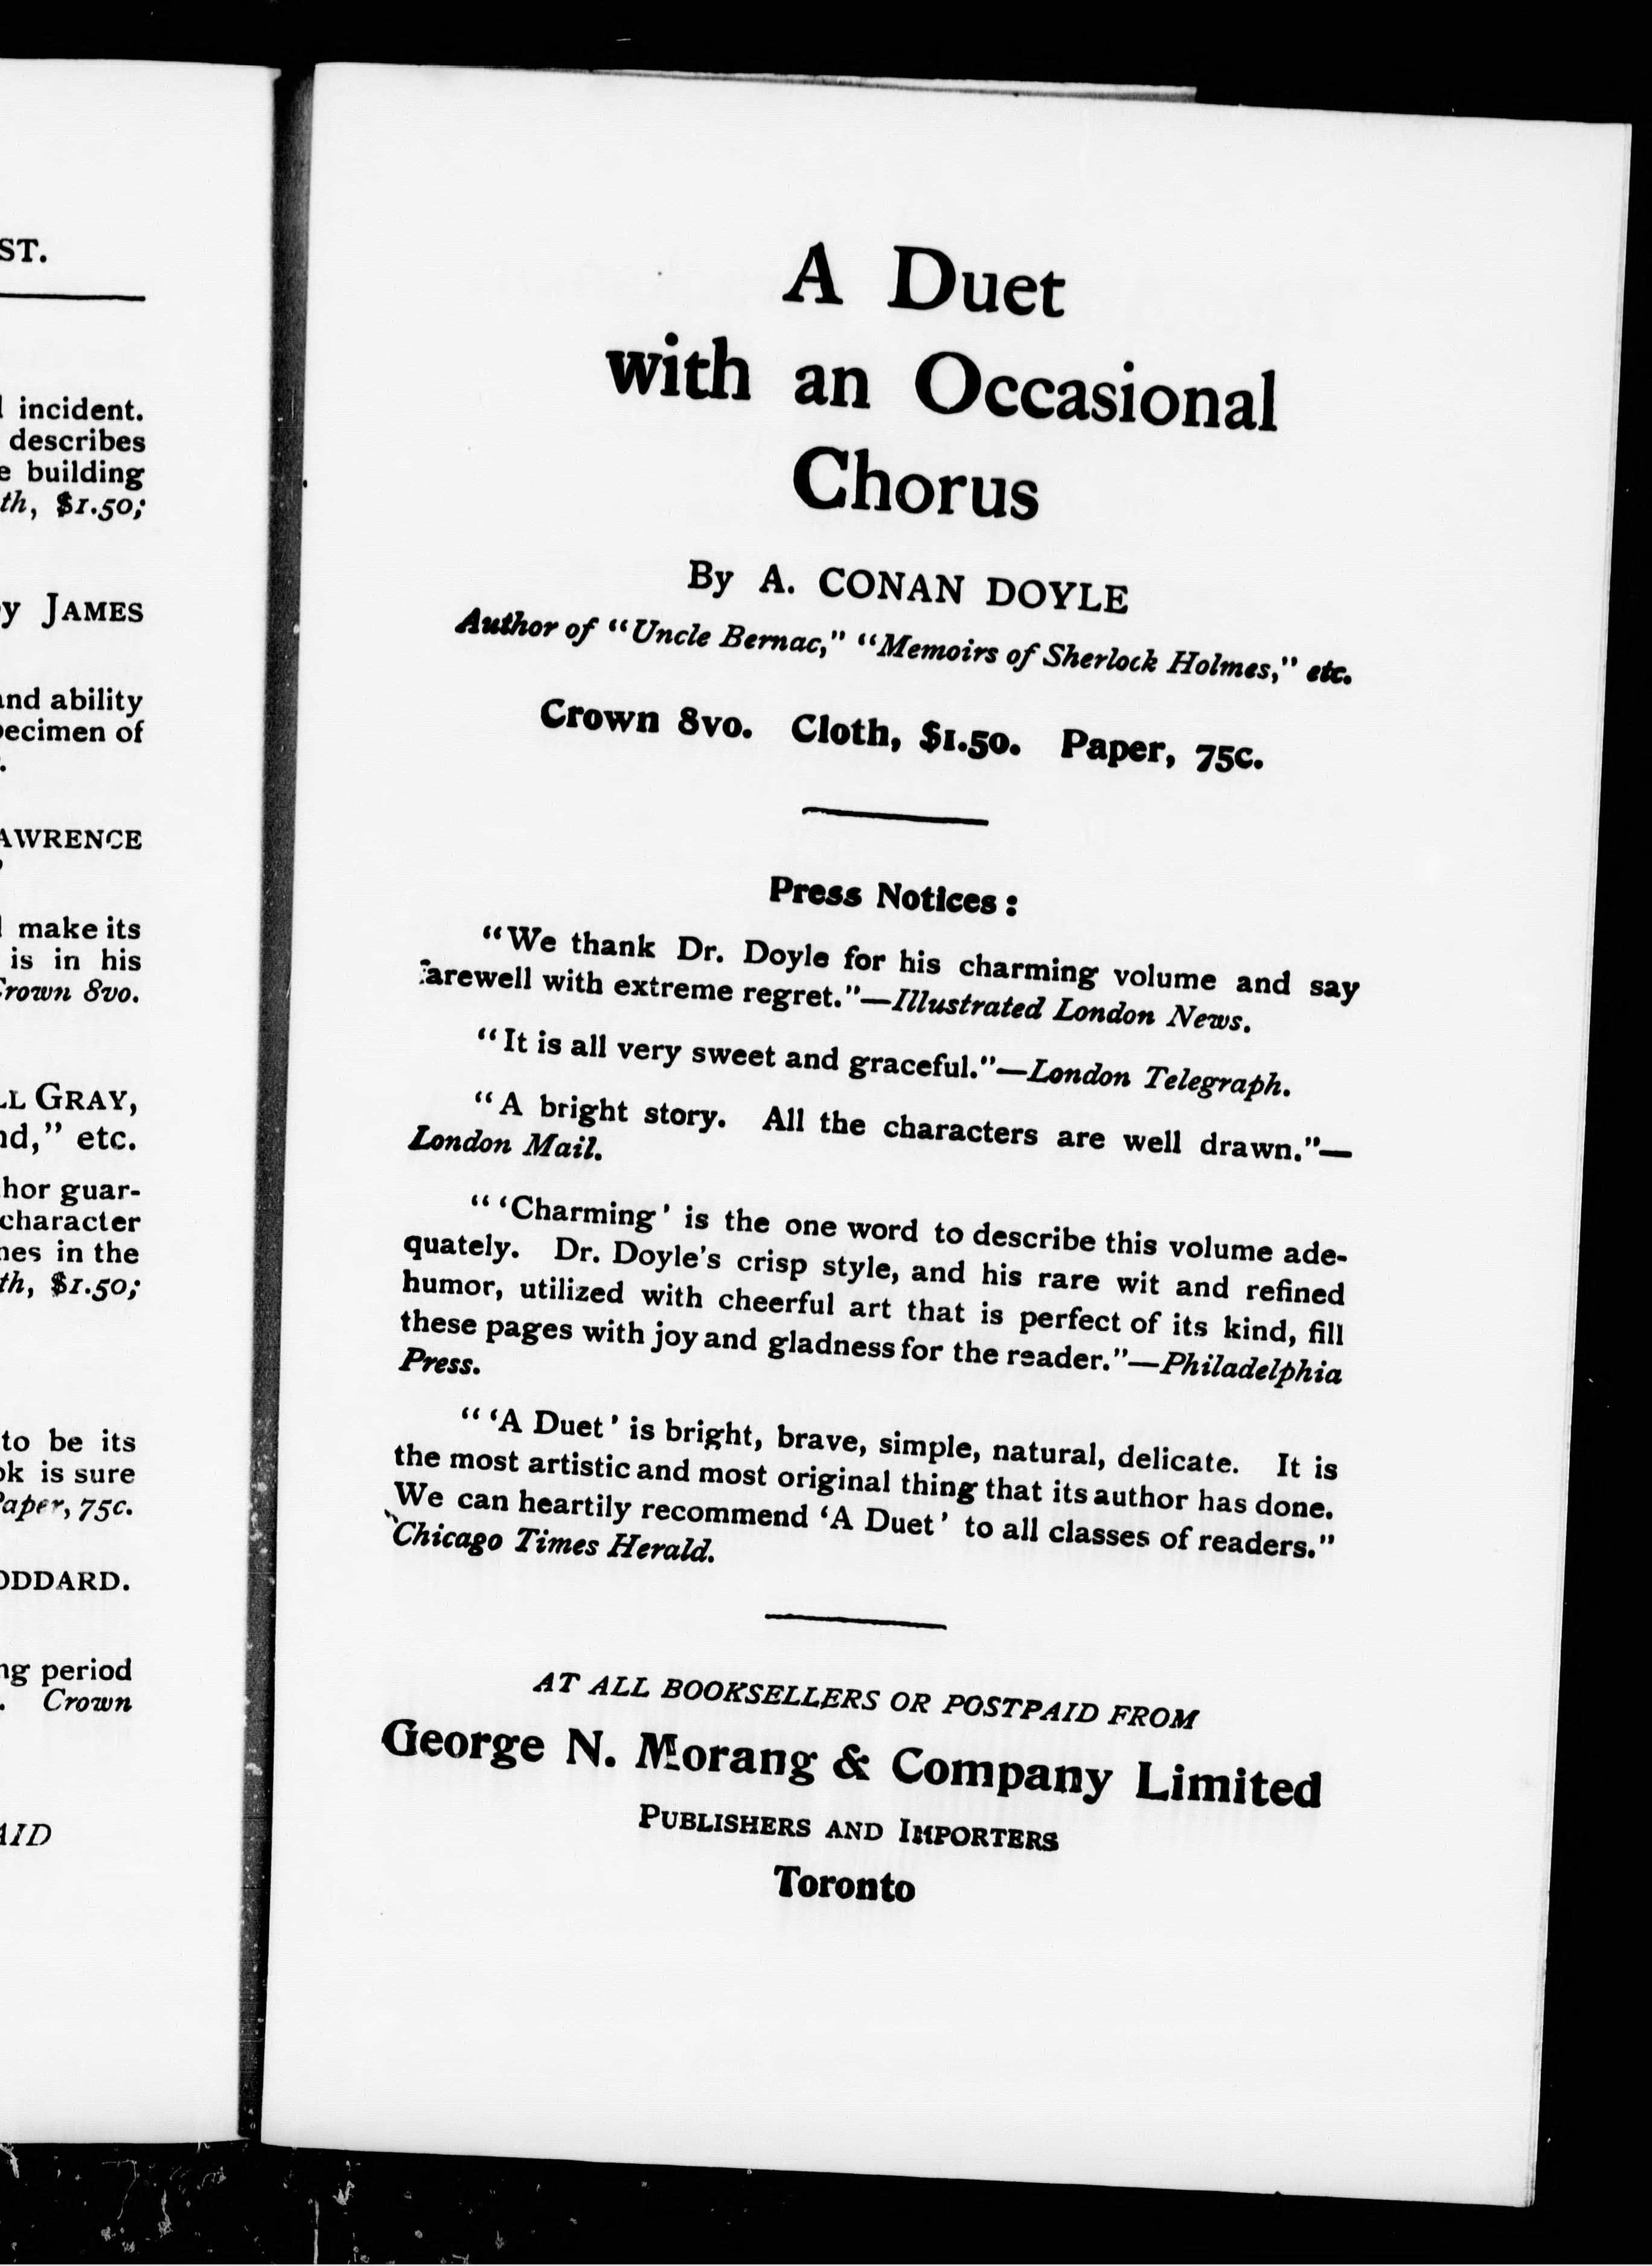 ST.
incident.
describes
building
th, $1.50;
JAMES
and ability
pecimen of
AWRENCE
make its
is in his
Crown 8vo.
LL GRAY,
nd," etc.
hor guar-
character
nes in the
th, $1.50;
to be its
ok is sure
Paper, 75c.
ODDARD.
ng period
Crown
AID
A Duet
with an Occasional
Chorus
By A. CONAN DOYLE
Author of "Uncle Bernac," "Memoirs of Sherlock Holmes," etc.
Crown 8vo. Cloth, $1.50. Paper, 75c.
Press Notices:
"We thank Dr. Doyle for his charming volume and say
farewell with extreme regret."—Illustrated London News.
"It is all very sweet and graceful."—London Telegraph.
"A bright story. All the characters are well drawn."—
London Mail.
"'Charming' is the one word to describe this volume ade-
quately. Dr. Doyle's crisp style, and his rare wit and refined
humor, utilized with cheerful art that is perfect of its kind, fill
these pages with joy and gladness for the reader."—Philadelphia
Press.
"'A Duet' is bright, brave, simple, natural, delicate. It is
the most artistic and most original thing that its author has done.
We can heartily recommend 'A Duet' to all classes of readers."
Chicago Times Herald.
AT ALL BOOKSELLERS OR POSTPAID FROM
George N. Morang & Company Limited
PUBLISHERS AND IMPORTERS
Toronto